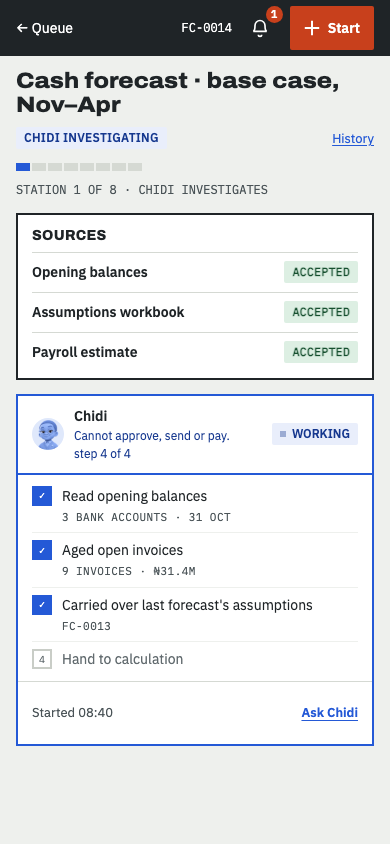 ← Queue
FC-0014
1
Start
Cash forecast · base case,
Nov–Apr
CHIDI INVESTIGATING
History
STATION 1 OF 8 · CHIDI INVESTIGATES
SOURCES
Opening balances
ACCEPTED
Assumptions workbook
ACCEPTED
Payroll estimate
ACCEPTED
Chidi
Cannot approve, send or pay.
step 4 of 4
WORKING
Read opening balances
3 BANK ACCOUNTS · 31 OCT
Aged open invoices
9 INVOICES · ₦31.4M
Carried over last forecast's assumptions
FC-0013
4
Hand to calculation
Started 08:40
Ask Chidi